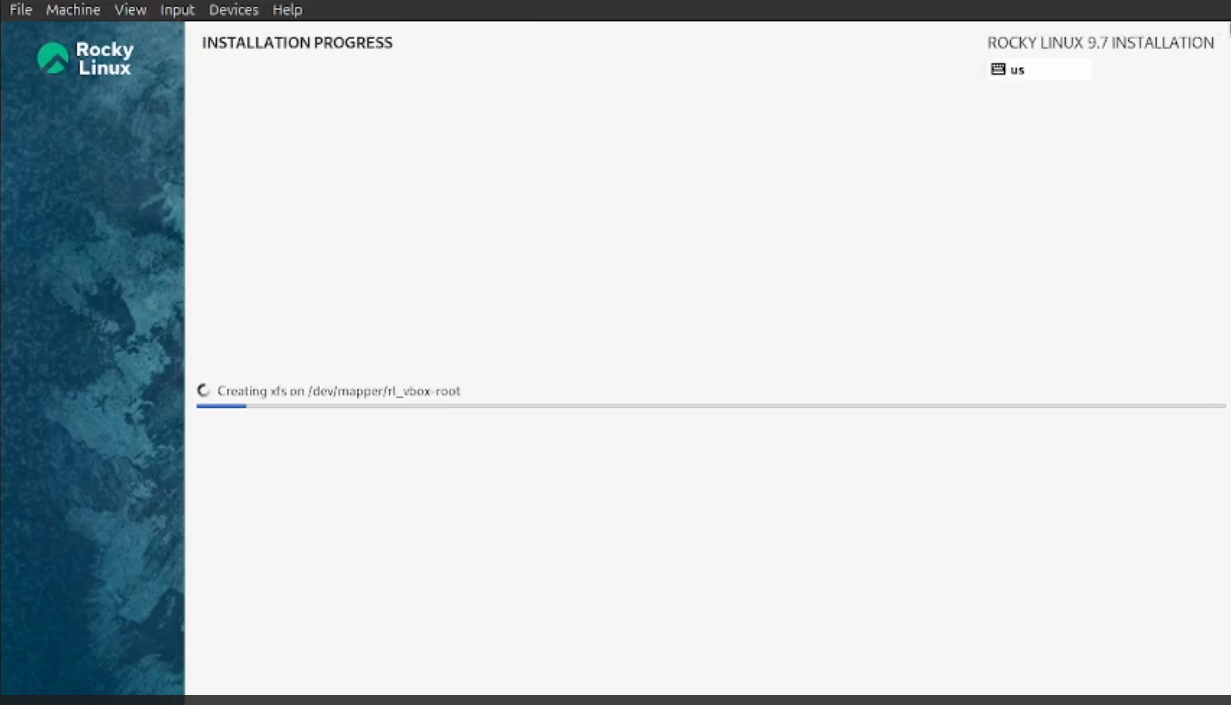 File Machine View Input Devices Help
Rocky
Linux
INSTALLATION PROGRESS
ROCKY LINUX 9.7 INSTALLATION
us
Creating xfs on /dev/mapper/rl_vbox-root